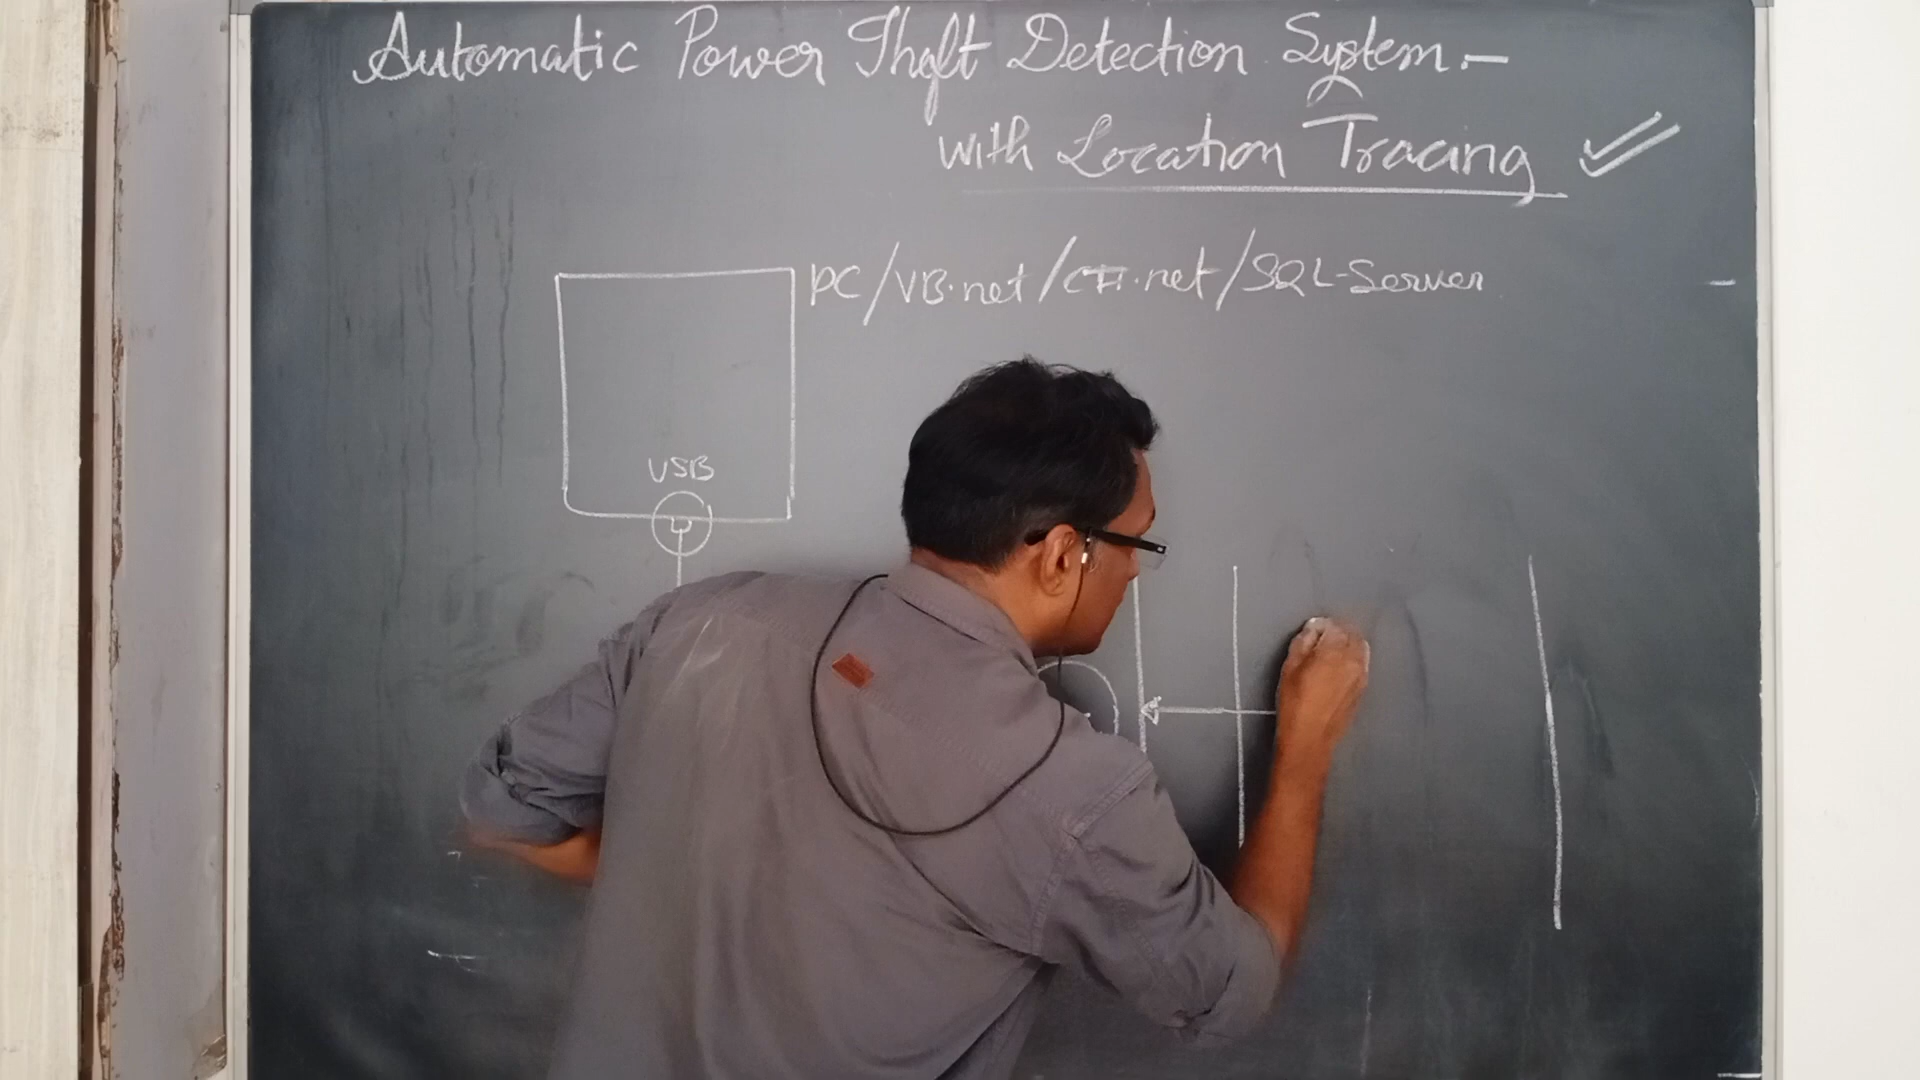 Automatic Power Theft Detection System :-
with Location Tracing
PC/VB.net/C#.net/SQL-Server
USB